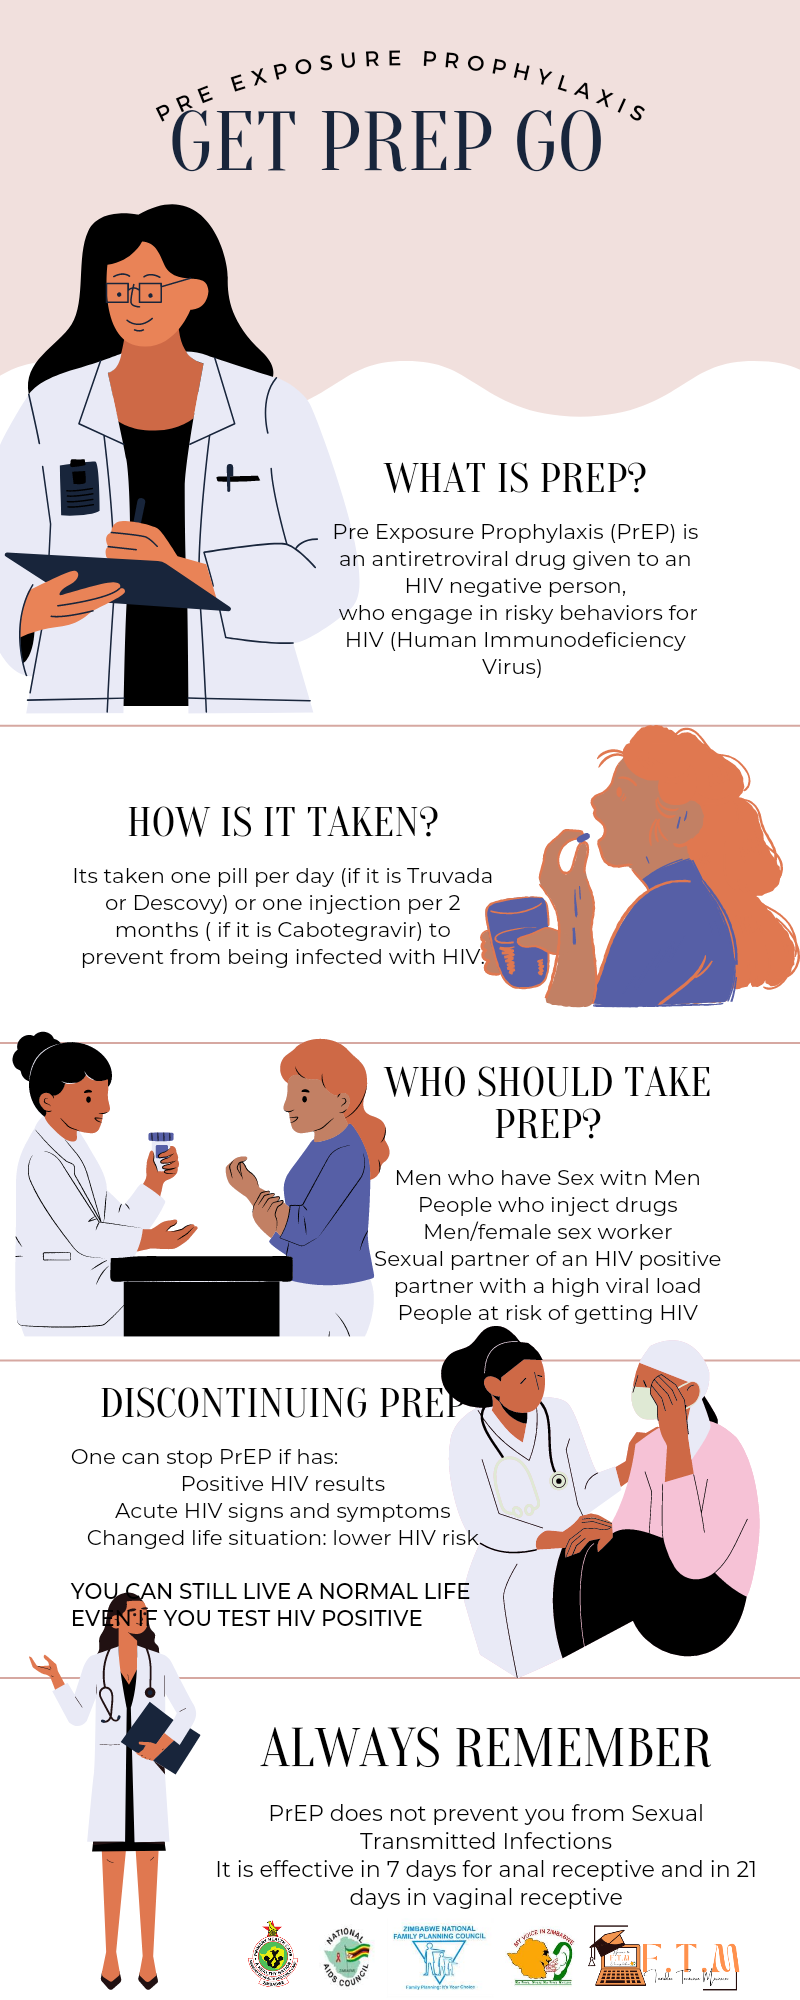 PRE EXPOSURE PROPHYLAXIS
GET PREP GO
WHAT IS PREP?
Pre Exposure Prophylaxis (PrEP) is
an antiretroviral drug given to an
HIV negative person,
who engage in risky behaviors for
HIV (Human Immunodeficiency
Virus)
HOW IS IT TAKEN?
Its taken one pill per day (if it is Truvada
or Descovy) or one injection per 2
months ( if it is Cabotegravir) to
prevent from being infected with HIV.
WHO SHOULD TAKE
PREP?
Men who have Sex witn Men
People who inject drugs
Men/female sex worker
Sexual partner of an HIV positive
partner with a high viral load
People at risk of getting HIV
DISCONTINUING PREP
One can stop PrEP if has:
Positive HIV results
Acute HIV signs and symptoms
Changed life situation: lower HIV risk.
YOU CAN STILL LIVE A NORMAL LIFE
EVEN IF YOU TEST HIV POSITIVE
ALWAYS REMEMBER
PrEP does not prevent you from Sexual
Transmitted Infections
It is effective in 7 days for anal receptive and in 21
days in vaginal receptive
NATIONAL
AIDS COUNCIL
ZIMBABWE NATIONAL
FAMILY PLANNING COUNCIL
Family Planning: It's Your Choice
MY VOICE IN ZIMBABWE
F.T.M